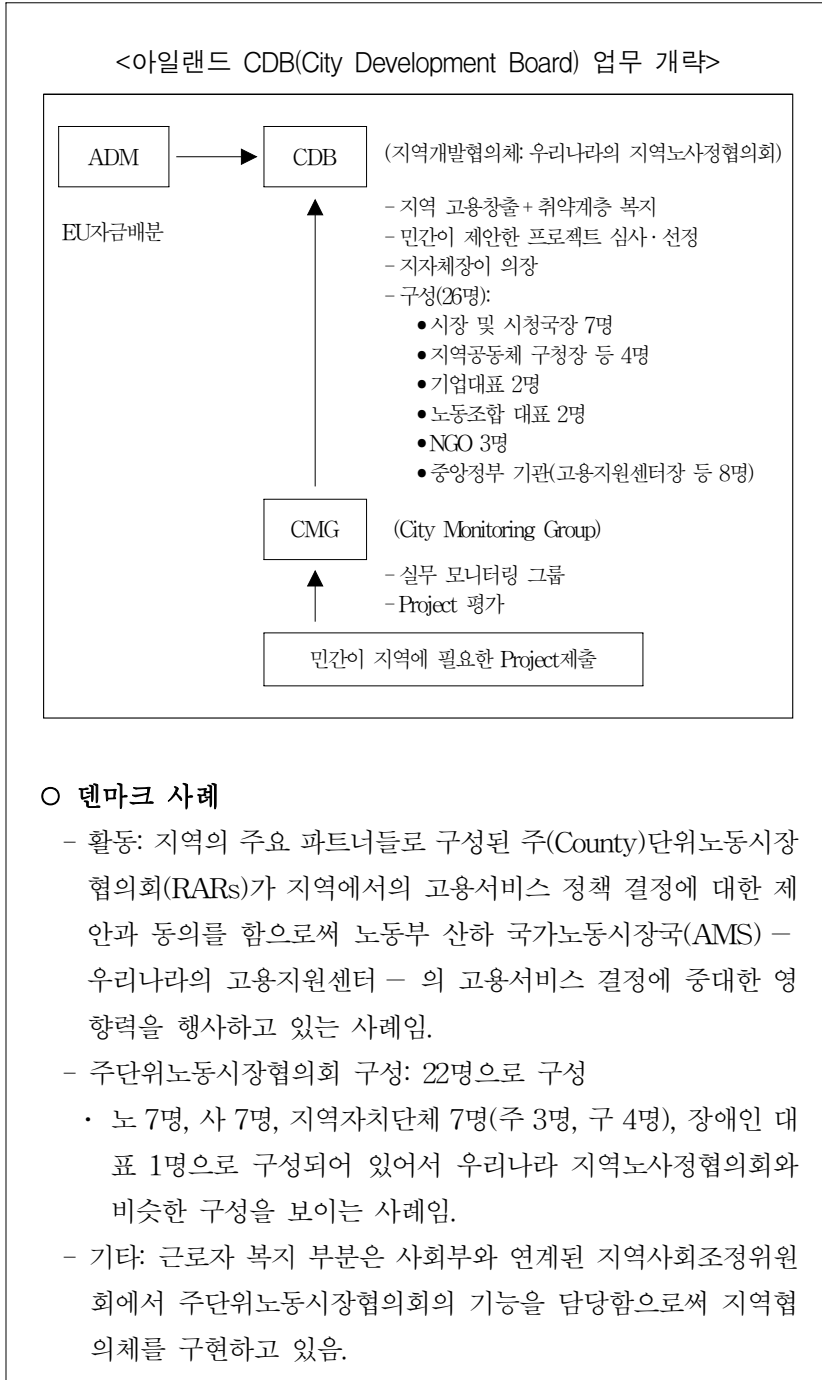 <아일랜드 CDB(City Development Board) 업무 개략>
ADM
CDB
(지역개발협의체: 우리나라의 지역노사정협의회)
EU자금배분
- 지역 고용창출 + 취약계층 복지
- 민간이 제안한 프로젝트 심사 · 선정
- 지자체장이 의장
- 구성(26명):
● 시장 및 시청국장 7명
● 지역공동체 구청장 등 4명
● 기업대표 2명
● 노동조합 대표 2명
● NGO 3명
● 중앙정부 기관(고용지원센터장 등 8명)
CMG
(City Monitoring Group)
- 실무 모니터링 그룹
- Project 평가
민간이 지역에 필요한 Project제출
○ 덴마크 사례
- 활동: 지역의 주요 파트너들로 구성된 주(County)단위노동시장
협의회(RARs)가 지역에서의 고용서비스 정책 결정에 대한 제
안과 동의를 함으로써 노동부 산하 국가노동시장국(AMS) －
우리나라의 고용지원센터 － 의 고용서비스 결정에 중대한 영
향력을 행사하고 있는 사례임.
- 주단위노동시장협의회 구성: 22명으로 구성
· 노 7명, 사 7명, 지역자치단체 7명(주 3명, 구 4명), 장애인 대
표 1명으로 구성되어 있어서 우리나라 지역노사정협의회와
비슷한 구성을 보이는 사례임.
- 기타: 근로자 복지 부분은 사회부와 연계된 지역사회조정위원
회에서 주단위노동시장협의회의 기능을 담당함으로써 지역협
의체를 구현하고 있음.